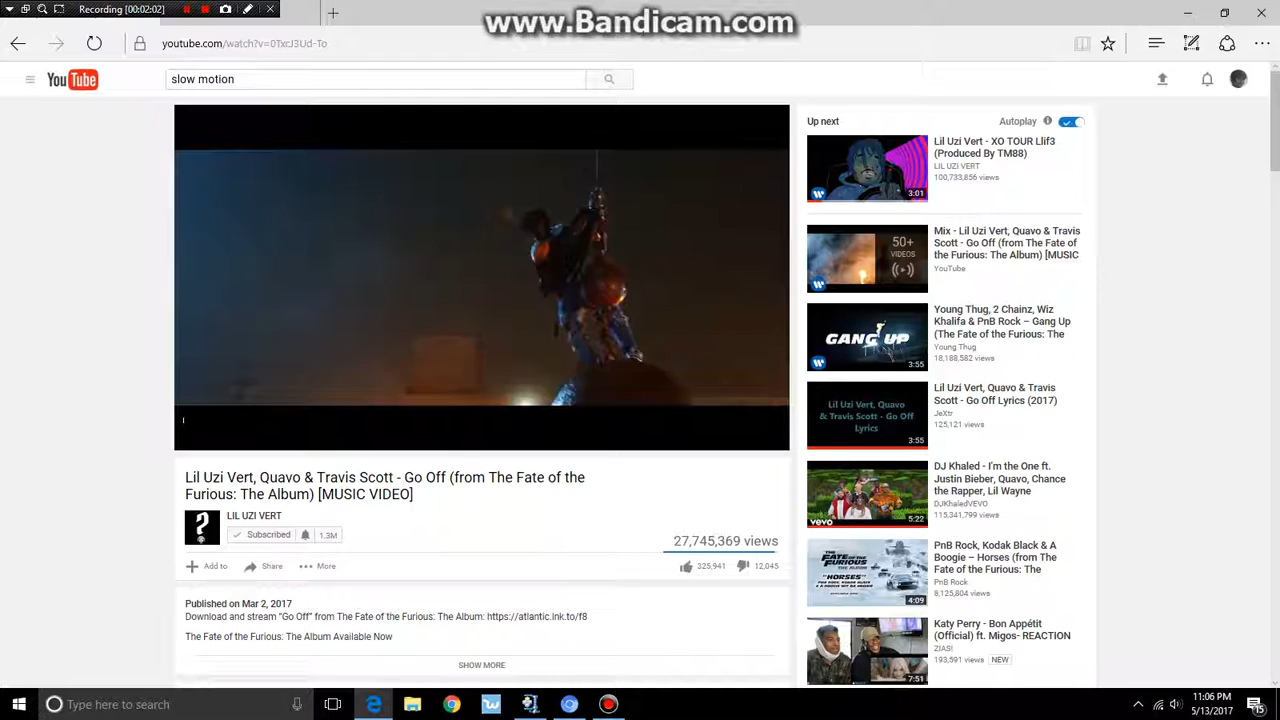 Recording [00:02:02]
www.Bandicam.com
youtube.com/watch?v=0TxcJ3Ud-To
YouTube
slow motion
Up next
Autoplay
Lil Uzi Vert - XO TOUR Llif3
(Produced By TM88)
LIL UZI VERT
100,733,856 views
3:01
Mix - Lil Uzi Vert, Quavo & Travis
Scott - Go Off (from The Fate of
the Furious: The Album) [MUSIC
YouTube
50+
VIDEOS
Young Thug, 2 Chainz, Wiz
Khalifa & PnB Rock – Gang Up
(The Fate of the Furious: The
Young Thug
18,188,582 views
GANG UP
3:55
Lil Uzi Vert, Quavo & Travis
Scott - Go Off Lyrics (2017)
JeXtr
125,121 views
Lil Uzi Vert, Quavo
& Travis Scott - Go Off
Lyrics
3:55
DJ Khaled - I'm the One ft.
Justin Bieber, Quavo, Chance
the Rapper, Lil Wayne
DJKhaledVEVO
115,341,799 views
vevo
5:22
PnB Rock, Kodak Black & A
Boogie – Horses (from The
Fate of the Furious: The
PnB Rock
8,125,804 views
THE FATE OF THE
FURIOUS
THE ALBUM
"HORSES"
4:09
Katy Perry - Bon Appétit
(Official) ft. Migos- REACTION
ZIAS!
193,591 views NEW
7:51
Lil Uzi Vert, Quavo & Travis Scott - Go Off (from The Fate of the
Furious: The Album) [MUSIC VIDEO]
LIL UZI VERT
Subscribed 1.3M
27,745,369 views
Add to Share More
325,941 12,045
Published on Mar 2, 2017
Download and stream "Go Off" from The Fate of the Furious: The Album: https://atlantic.lnk.to/f8
The Fate of the Furious: The Album Available Now
SHOW MORE
Type here to search
11:06 PM
5/13/2017